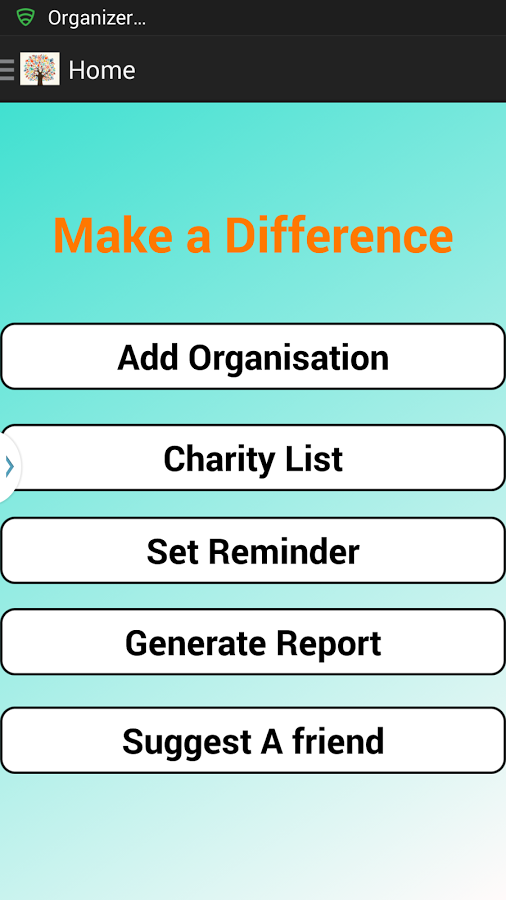 Organizer...
Home
Make a Difference
Add Organisation
Charity List
Set Reminder
Generate Report
Suggest A friend